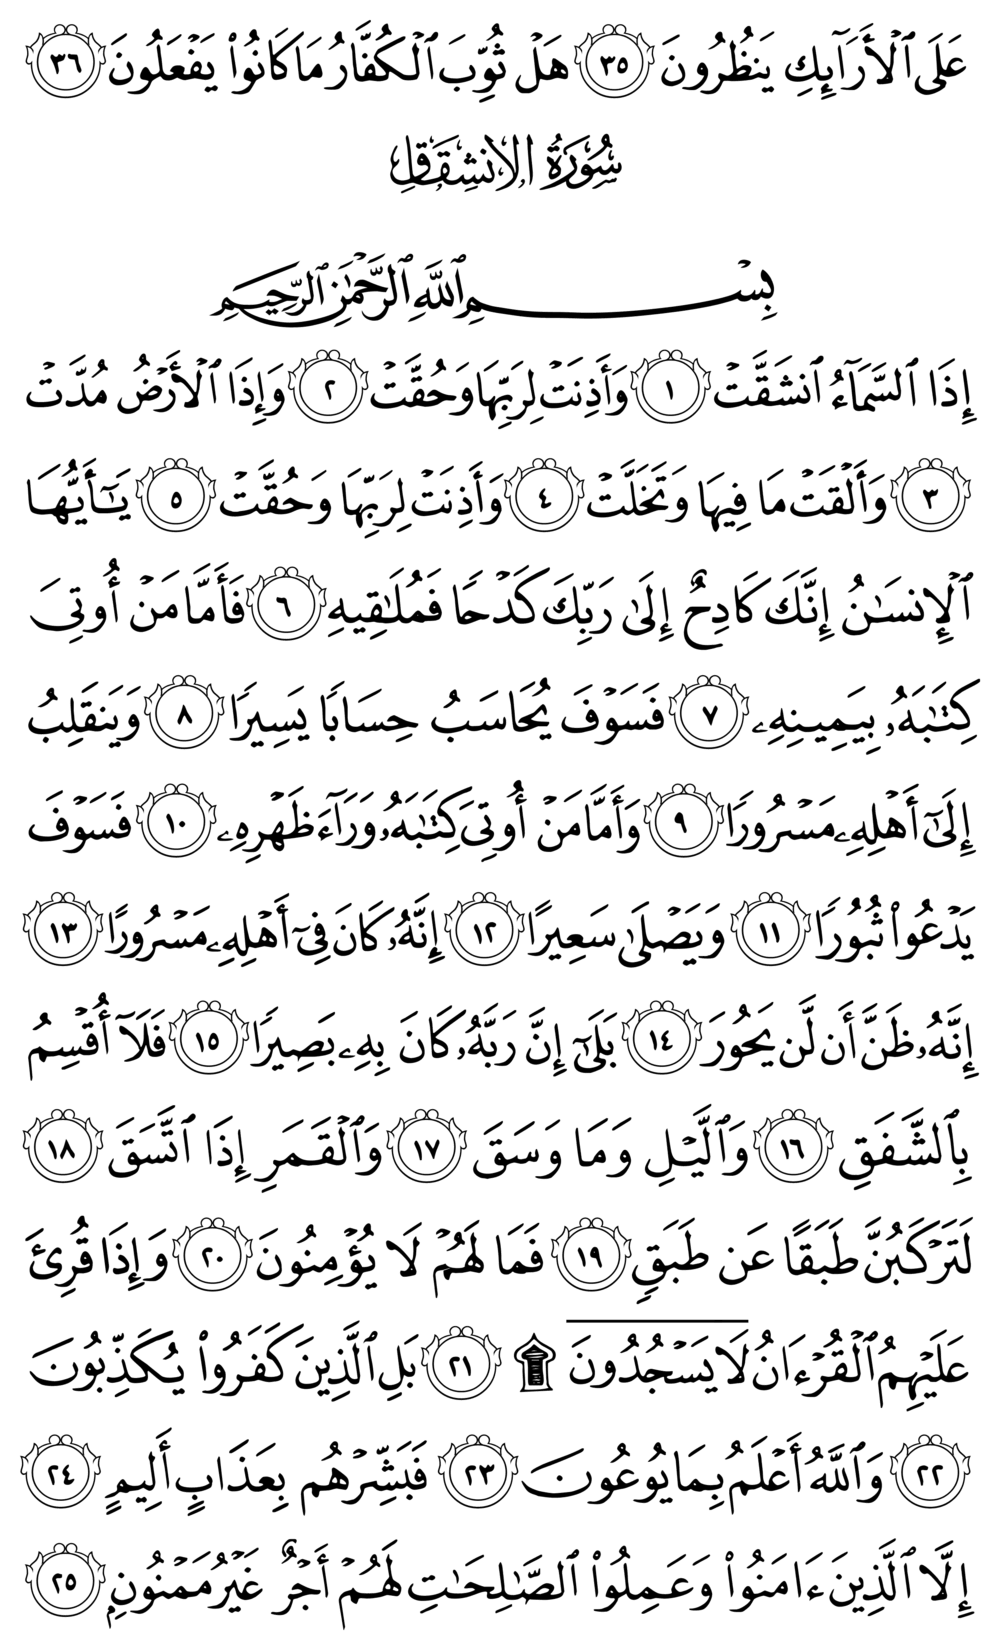 عَلَى ٱلْأَرَآئِكِ يَنظُرُونَ ٣٥ هَلْ ثُوِّبَ ٱلْكُفَّارُ مَا كَانُوا۟ يَفْعَلُونَ ٣٦
سُورَةُ الإنشِقَاقِ
بِسْمِ ٱللَّهِ ٱلرَّحْمَٰنِ ٱلرَّحِيمِ
إِذَا ٱلسَّمَآءُ ٱنشَقَّتْ ١ وَأَذِنَتْ لِرَبِّهَا وَحُقَّتْ ٢ وَإِذَا ٱلْأَرْضُ مُدَّتْ
٣ وَأَلْقَتْ مَا فِيهَا وَتَخَلَّتْ ٤ وَأَذِنَتْ لِرَبِّهَا وَحُقَّتْ ٥ يَٰٓأَيُّهَا
ٱلْإِنسَٰنُ إِنَّكَ كَادِحٌ إِلَىٰ رَبِّكَ كَدْحًا فَمُلَٰقِيهِ ٦ فَأَمَّا مَنْ أُوتِىَ
كِتَٰبَهُۥ بِيَمِينِهِۦ ٧ فَسَوْفَ يُحَاسَبُ حِسَابًا يَسِيرًا ٨ وَيَنقَلِبُ
إِلَىٰٓ أَهْلِهِۦ مَسْرُورًا ٩ وَأَمَّا مَنْ أُوتِىَ كِتَٰبَهُۥ وَرَآءَ ظَهْرِهِۦ ١٠ فَسَوْفَ
يَدْعُوا۟ ثُبُورًا ١١ وَيَصْلَىٰ سَعِيرًا ١٢ إِنَّهُۥ كَانَ فِىٓ أَهْلِهِۦ مَسْرُورًا ١٣
إِنَّهُۥ ظَنَّ أَن لَّن يَحُورَ ١٤ بَلَىٰٓ إِنَّ رَبَّهُۥ كَانَ بِهِۦ بَصِيرًا ١٥ فَلَآ أُقْسِمُ
بِٱلشَّفَقِ ١٦ وَٱلَّيْلِ وَمَا وَسَقَ ١٧ وَٱلْقَمَرِ إِذَا ٱتَّسَقَ ١٨
لَتَرْكَبُنَّ طَبَقًا عَن طَبَقٍ ١٩ فَمَا لَهُمْ لَا يُؤْمِنُونَ ٢٠ وَإِذَا قُرِئَ
عَلَيْهِمُ ٱلْقُرْءَانُ لَا يَسْجُدُونَ ۩ ٢١ بَلِ ٱلَّذِينَ كَفَرُوا۟ يُكَذِّبُونَ
٢٢ وَٱللَّهُ أَعْلَمُ بِمَا يُوعُونَ ٢٣ فَبَشِّرْهُم بِعَذَابٍ أَلِيمٍ ٢٤
إِلَّا ٱلَّذِينَ ءَامَنُوا۟ وَعَمِلُوا۟ ٱلصَّٰلِحَٰتِ لَهُمْ أَجْرٌ غَيْرُ مَمْنُونٍۭ ٢٥